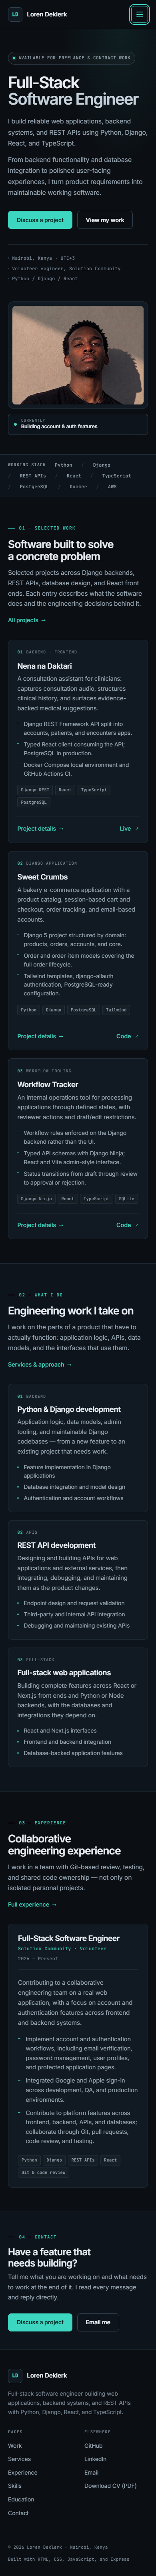 LD Loren Deklerk
AVAILABLE FOR FREELANCE & CONTRACT WORK
Full-Stack
Software Engineer
I build reliable web applications, backend
systems, and REST APIs using Python, Django,
React, and TypeScript.
From backend functionality and database
integration to polished user-facing
experiences, I turn product requirements into
maintainable working software.
Discuss a project View my work
Nairobi, Kenya · UTC+3
Volunteer engineer, Solution Community
Python / Django / React
CURRENTLY
Building account & auth features
WORKING STACK Python / Django
/ REST APIs / React / TypeScript
/ PostgreSQL / Docker / AWS
01 — SELECTED WORK
Software built to solve
a concrete problem
Selected projects across Django backends,
REST APIs, database design, and React front
ends. Each entry describes what the software
does and the engineering decisions behind it.
All projects →
01 BACKEND + FRONTEND
Nena na Daktari
A consultation assistant for clinicians:
captures consultation audio, structures
clinical history, and surfaces evidence-
backed medical suggestions.
Django REST Framework API split into
accounts, patients, and encounters apps.
Typed React client consuming the API;
PostgreSQL in production.
Docker Compose local environment and
GitHub Actions CI.
Django REST React TypeScript
PostgreSQL
Project details → Live ↗
02 DJANGO APPLICATION
Sweet Crumbs
A bakery e-commerce application with a
product catalog, session-based cart and
checkout, order tracking, and email-based
accounts.
Django 5 project structured by domain:
products, orders, accounts, and core.
Order and order-item models covering the
full order lifecycle.
Tailwind templates, django-allauth
authentication, PostgreSQL-ready
configuration.
Python Django PostgreSQL Tailwind
Project details → Code ↗
03 WORKFLOW TOOLING
Workflow Tracker
An internal operations tool for processing
applications through defined states, with
reviewer actions and draft/edit restrictions.
Workflow rules enforced on the Django
backend rather than the UI.
Typed API schemas with Django Ninja;
React and Vite admin-style interface.
Status transitions from draft through review
to approval or rejection.
Django Ninja React TypeScript SQLite
Project details → Code ↗
02 — WHAT I DO
Engineering work I take on
I work on the parts of a product that have to
actually function: application logic, APIs, data
models, and the interfaces that use them.
Services & approach →
01 BACKEND
Python & Django development
Application logic, data models, admin
tooling, and maintainable Django
codebases — from a new feature to an
existing project that needs work.
Feature implementation in Django
applications
Database integration and model design
Authentication and account workflows
02 APIS
REST API development
Designing and building APIs for web
applications and external services, then
integrating, debugging, and maintaining
them as the product changes.
Endpoint design and request validation
Third-party and internal API integration
Debugging and maintaining existing APIs
03 FULL-STACK
Full-stack web applications
Building complete features across React or
Next.js front ends and Python or Node
backends, with the databases and
integrations they depend on.
React and Next.js interfaces
Frontend and backend integration
Database-backed application features
03 — EXPERIENCE
Collaborative
engineering experience
I work in a team with Git-based review, testing,
and shared code ownership — not only on
isolated personal projects.
Full experience →
Full-Stack Software Engineer
Solution Community · Volunteer
2026 — Present
Contributing to a collaborative
engineering team on a real web
application, with a focus on account and
authentication features across frontend
and backend systems.
Implement account and authentication
workflows, including email verification,
password management, user profiles,
and protected application pages.
Integrated Google and Apple sign-in
across development, QA, and production
environments.
Contribute to platform features across
frontend, backend, APIs, and databases;
collaborate through Git, pull requests,
code review, and testing.
Python Django REST APIs React
Git & code review
04 — CONTACT
Have a feature that
needs building?
Tell me what you are working on and what needs
to work at the end of it. I read every message
and reply directly.
Discuss a project Email me
LD Loren Deklerk
Full-stack software engineer building web
applications, backend systems, and REST APIs
with Python, Django, React, and TypeScript.
PAGES ELSEWHERE
Work GitHub
Services LinkedIn
Experience Email
Skills Download CV (PDF)
Education
Contact
© 2026 Loren Deklerk · Nairobi, Kenya
Built with HTML, CSS, JavaScript, and Express